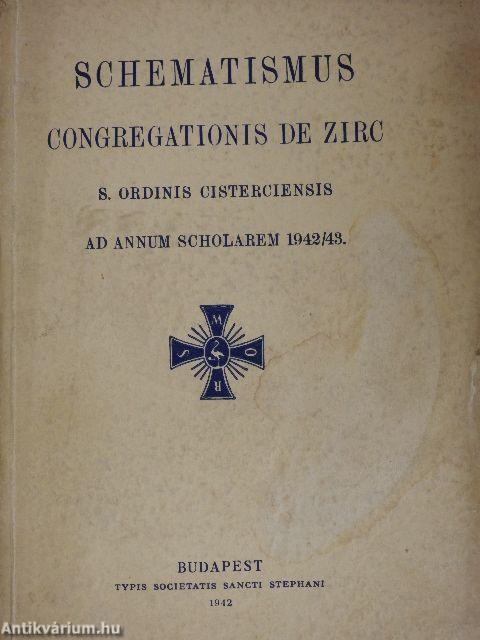 SCHEMATISMUS
CONGREGATIONIS DE ZIRC
S. ORDINIS CISTERCIENSIS
AD ANNUM SCHOLAREM 1942/43.
M
S O
R
BUDAPEST
TYPIS SOCIETATIS SANCTI STEPHANI
1942
Antikvárium.hu